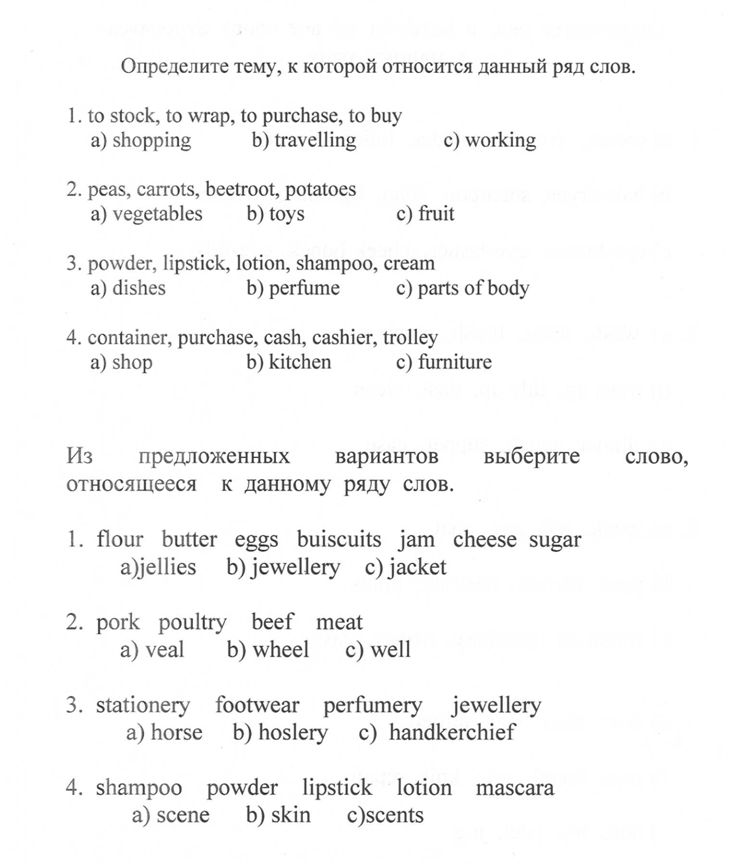 Определите тему, к которой относится данный ряд слов.
1. to stock, to wrap, to purchase, to buy
a) shopping b) travelling c) working
2. peas, carrots, beetroot, potatoes
a) vegetables b) toys c) fruit
3. powder, lipstick, lotion, shampoo, cream
a) dishes b) perfume c) parts of body
4. container, purchase, cash, cashier, trolley
a) shop b) kitchen c) furniture
Из предложенных вариантов выберите слово,
относящееся к данному ряду слов.
1. flour butter eggs buiscuits jam cheese sugar
a)jellies b) jewellery c) jacket
2. pork poultry beef meat
a) veal b) wheel c) well
3. stationery footwear perfumery jewellery
a) horse b) hoslery c) handkerchief
4. shampoo powder lipstick lotion mascara
a) scene b) skin c)scents